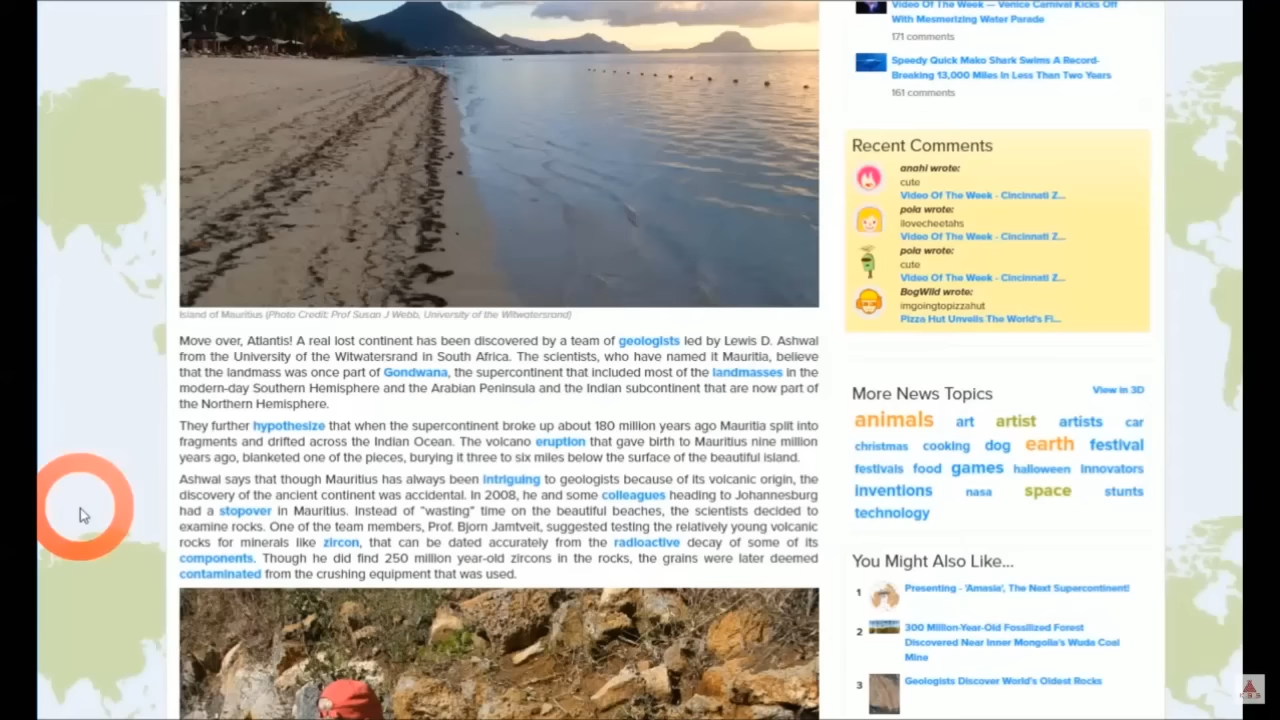 Video Of The Week — Venice Carnival Kicks Off
With Mesmerizing Water Parade
171 comments
Speedy Quick Mako Shark Swims A Record-
Breaking 13,000 Miles In Less Than Two Years
161 comments
Recent Comments
anahi wrote:
cute
Video Of The Week - Cincinnati Z...
pola wrote:
ilovecheetahs
Video Of The Week - Cincinnati Z...
pola wrote:
cute
Video Of The Week - Cincinnati Z...
BogWild wrote:
imgoingtopizzahut
Pizza Hut Unveils The World's Fi...
Island of Mauritius (Photo Credit: Prof Susan J Webb, University of the Witwatersrand)
Move over, Atlantis! A real lost continent has been discovered by a team of geologists led by Lewis D. Ashwal
from the University of the Witwatersrand in South Africa. The scientists, who have named it Mauritia, believe
that the landmass was once part of Gondwana, the supercontinent that included most of the landmasses in the
modern-day Southern Hemisphere and the Arabian Peninsula and the Indian subcontinent that are now part of
the Northern Hemisphere.
They further hypothesize that when the supercontinent broke up about 180 million years ago Mauritia split into
fragments and drifted across the Indian Ocean. The volcano eruption that gave birth to Mauritius nine million
years ago, blanketed one of the pieces, burying it three to six miles below the surface of the beautiful island.
Ashwal says that though Mauritius has always been intriguing to geologists because of its volcanic origin, the
discovery of the ancient continent was accidental. In 2008, he and some colleagues heading to Johannesburg
had a stopover in Mauritius. Instead of "wasting" time on the beautiful beaches, the scientists decided to
examine rocks. One of the team members, Prof. Bjorn Jamtveit, suggested testing the relatively young volcanic
rocks for minerals like zircon, that can be dated accurately from the radioactive decay of some of its
components. Though he did find 250 million year-old zircons in the rocks, the grains were later deemed
contaminated from the crushing equipment that was used.
More News Topics
View in 3D
animals art artist artists car
christmas cooking dog earth festival
festivals food games halloween innovators
inventions nasa space stunts
technology
You Might Also Like...
1 Presenting - 'Amasia', The Next Supercontinent!
2 300 Million-Year-Old Fossilized Forest
Discovered Near Inner Mongolia's Wuda Coal
Mine
3 Geologists Discover World's Oldest Rocks